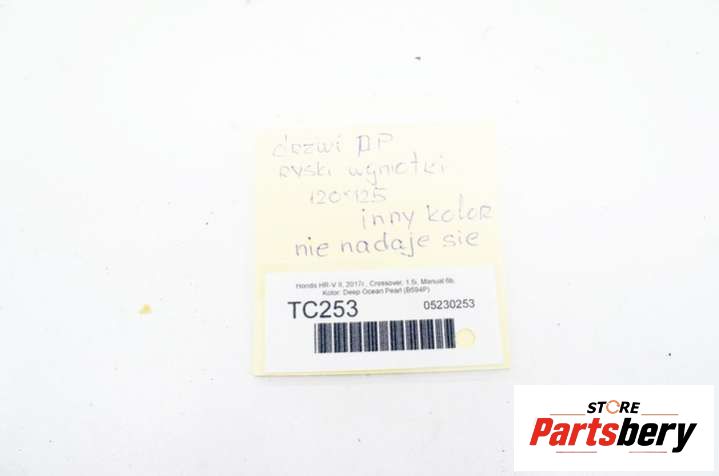 drzwi PP
ryski wgniotki
120-125
inny kolor
nie nadaje sie
Honda HR-V II, 2017r., Crossover, 1.5i, Manual 6b,
Kolor: Deep Ocean Pearl (B594P)
TC253 05230253
STORE
Partsbery